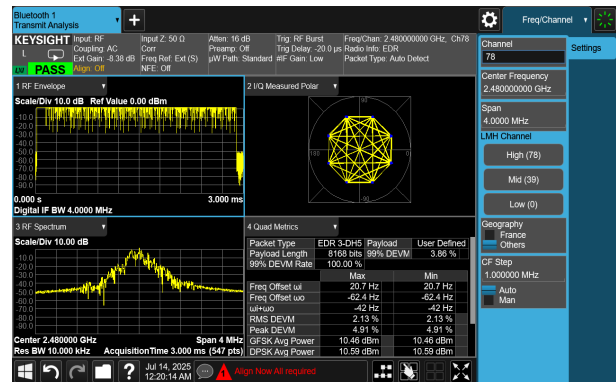 Bluetooth 1
Transmit Analysis
+
Freq/Channel
KEYSIGHT
L
PASS
Input: RF
Coupling: AC
Ext Gain: -8.38 dB
Align: Off
Input Z: 50 Ω
Corr
Freq Ref: Ext (S)
NFE: Off
Atten: 16 dB
Preamp: Off
µW Path: Standard
Trig: RF Burst
Trig Delay: -20.0 µs
#IF Gain: Low
Freq/Chan: 2.480000000 GHz, Ch78
Radio Info: EDR
Packet Type: Auto Detect
1 RF Envelope
Scale/Div 10.0 dB Ref Value 0.00 dBm
-10.0
-20.0
-30.0
-40.0
-50.0
-60.0
-70.0
-80.0
-90.0
0.000 s 3.000 ms
Digital IF BW 4.0000 MHz
2 I/Q Measured Polar
90
180
0
-90
3 RF Spectrum
Scale/Div 10.00 dB
-10.0
-20.0
-30.0
-40.0
-50.0
-60.0
-70.0
-80.0
-90.0
Center 2.480000 GHz Span 4 MHz
Res BW 10.000 kHz AcquisitionTime 3.000 ms (547 pts)
4 Quad Metrics
Packet Type EDR 3-DH5 Payload User Defined
Payload Length 8168 bits 99% DEVM 3.86 %
99% DEVM Rate 100.00 %
Max Min
Freq Offset ωi 20.7 Hz 20.7 Hz
Freq Offset ωo -62.4 Hz -62.4 Hz
ωi+ωo -42 Hz -42 Hz
RMS DEVM 2.13 % 2.13 %
Peak DEVM 4.91 % 4.91 %
GFSK Avg Power 10.46 dBm 10.46 dBm
DPSK Avg Power 10.59 dBm 10.59 dBm
Channel
78
Settings
Center Frequency
2.480000000 GHz
Span
4.0000 MHz
LMH Channel
High (78)
Mid (39)
Low (0)
Geography
France
Others
CF Step
1.000000 MHz
Auto
Man
?
Jul 14, 2025
12:20:14 AM
Align Now All required